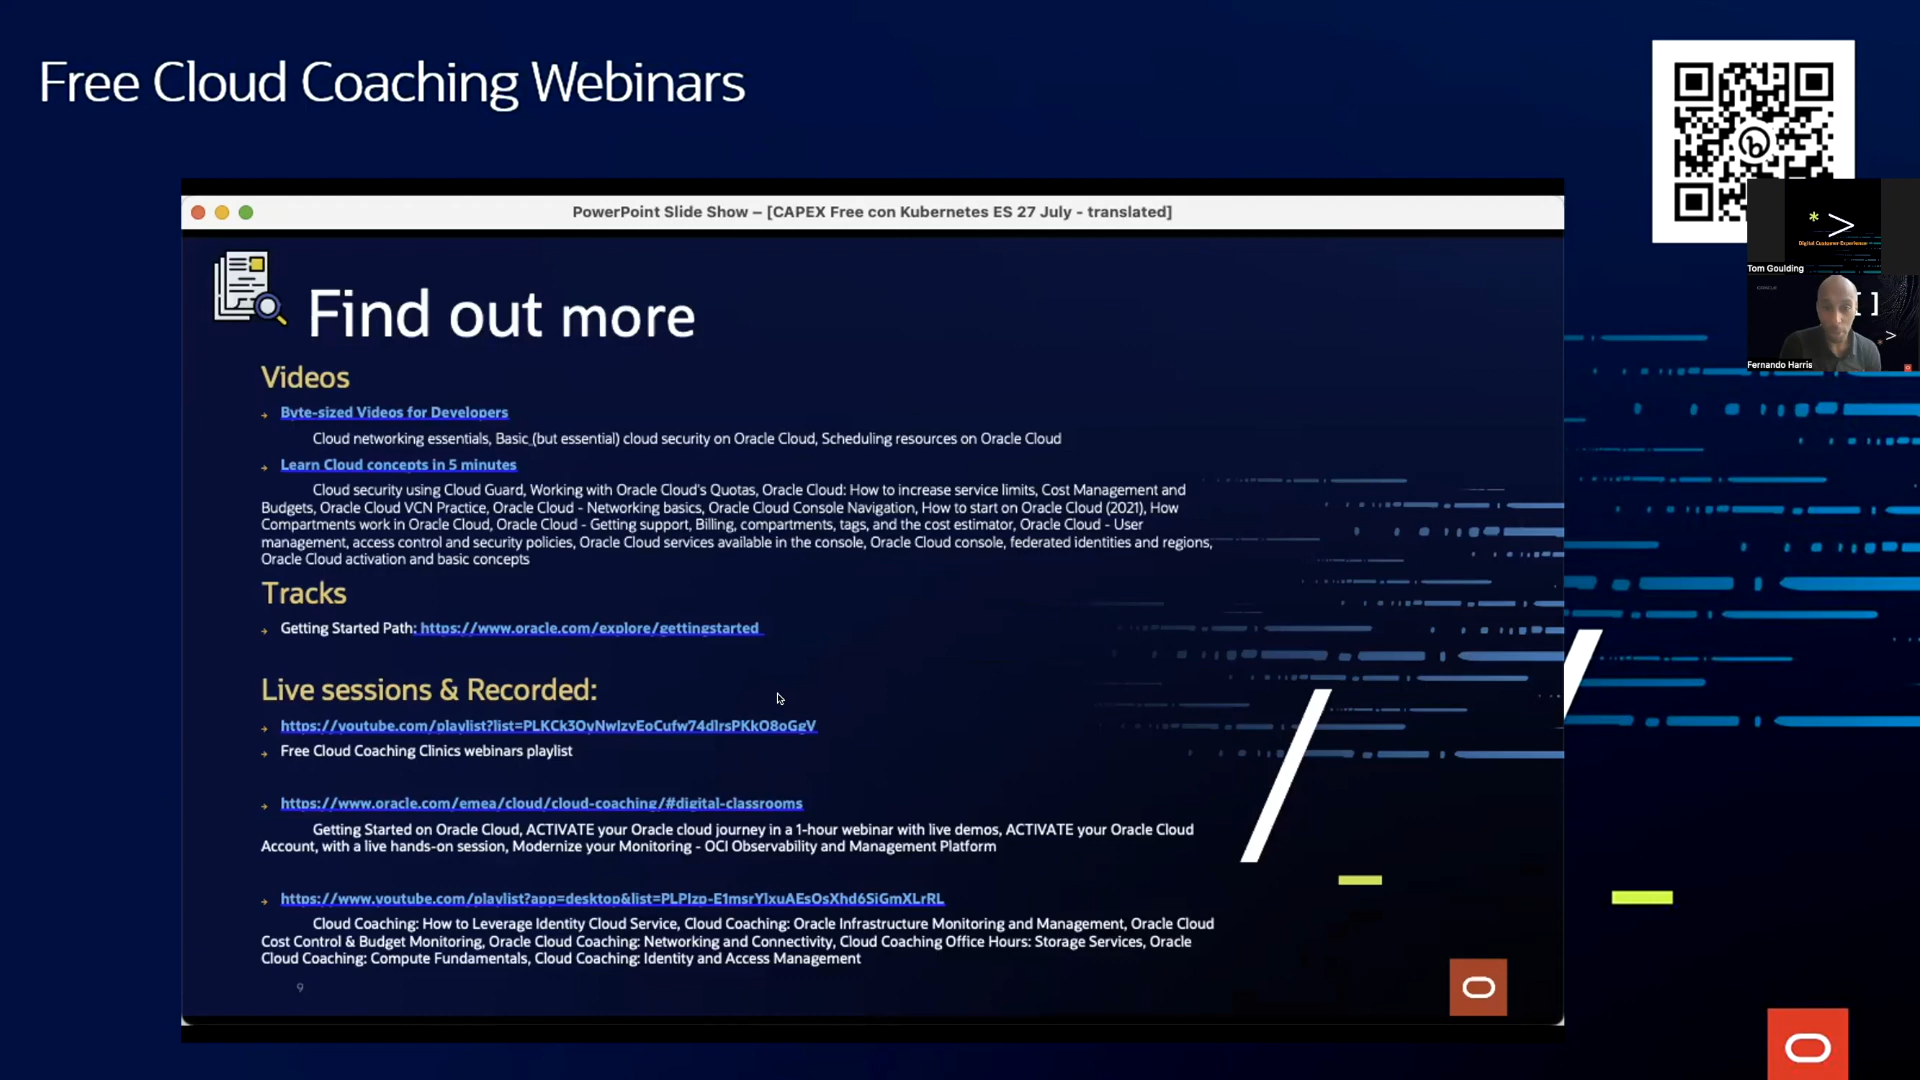 Free Cloud Coaching Webinars
PowerPoint Slide Show – [CAPEX Free con Kubernetes ES 27 July - translated]
Find out more
Videos
Byte-sized Videos for Developers
Cloud networking essentials, Basic (but essential) cloud security on Oracle Cloud, Scheduling resources on Oracle Cloud
Learn Cloud concepts in 5 minutes
Cloud security using Cloud Guard, Working with Oracle Cloud's Quotas, Oracle Cloud: How to increase service limits, Cost Management and
Budgets, Oracle Cloud VCN Practice, Oracle Cloud - Networking basics, Oracle Cloud Console Navigation, How to start on Oracle Cloud (2021), How
Compartments work in Oracle Cloud, Oracle Cloud - Getting support, Billing, compartments, tags, and the cost estimator, Oracle Cloud - User
management, access control and security policies, Oracle Cloud services available in the console, Oracle Cloud console, federated identities and regions,
Oracle Cloud activation and basic concepts
Tracks
Getting Started Path: https://www.oracle.com/explore/gettingstarted
Live sessions & Recorded:
https://youtube.com/playlist?list=PLKCk3OyNwIzvEoCufw74dlrsPKkO8oGgV
Free Cloud Coaching Clinics webinars playlist
https://www.oracle.com/emea/cloud/cloud-coaching/#digital-classrooms
Getting Started on Oracle Cloud, ACTIVATE your Oracle cloud journey in a 1-hour webinar with live demos, ACTIVATE your Oracle Cloud
Account, with a live hands-on session, Modernize your Monitoring - OCI Observability and Management Platform
https://www.youtube.com/playlist?app=desktop&list=PLPIzp-E1msrYlxuAEsOsXhd6SiGmXLrRL
Cloud Coaching: How to Leverage Identity Cloud Service, Cloud Coaching: Oracle Infrastructure Monitoring and Management, Oracle Cloud
Cost Control & Budget Monitoring, Oracle Cloud Coaching: Networking and Connectivity, Cloud Coaching Office Hours: Storage Services, Oracle
Cloud Coaching: Compute Fundamentals, Cloud Coaching: Identity and Access Management
9
* >
Digital Customer Experience
Tom Goulding
[ ]
>
Fernando Harris